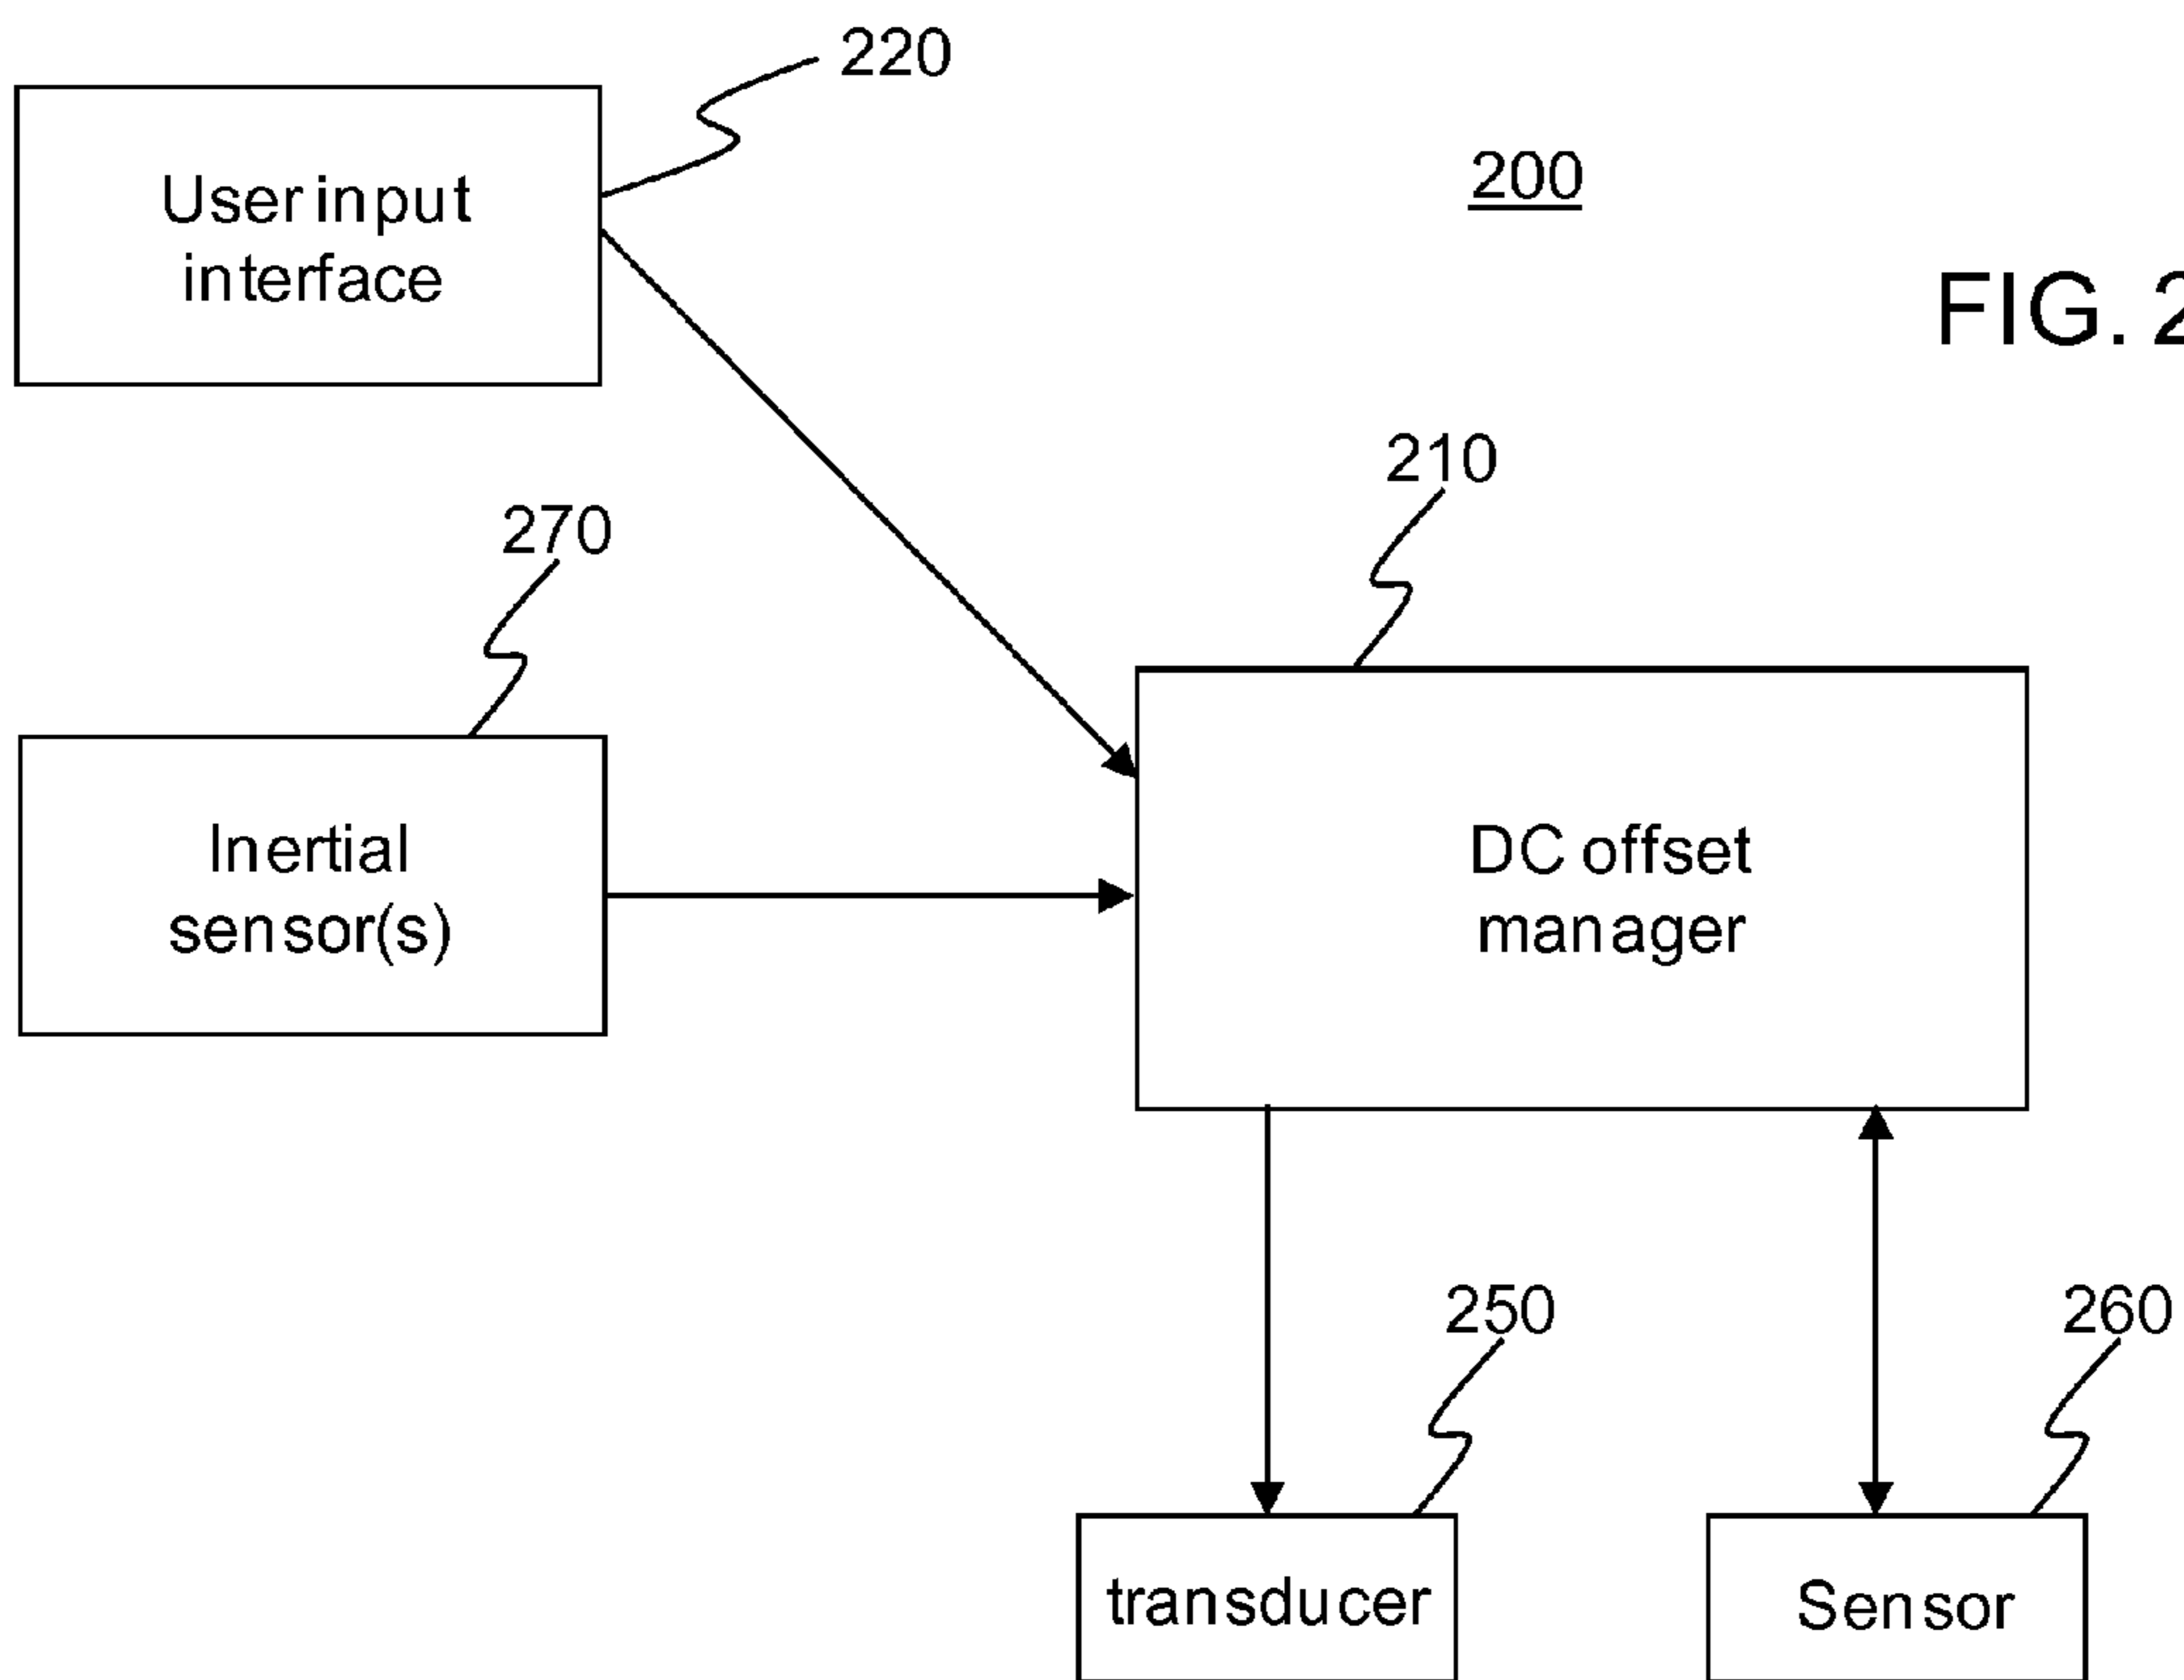 220
User input
interface
200
FIG. 2
210
270
Inertial
sensor(s)
DC offset
manager
250
260
transducer
Sensor